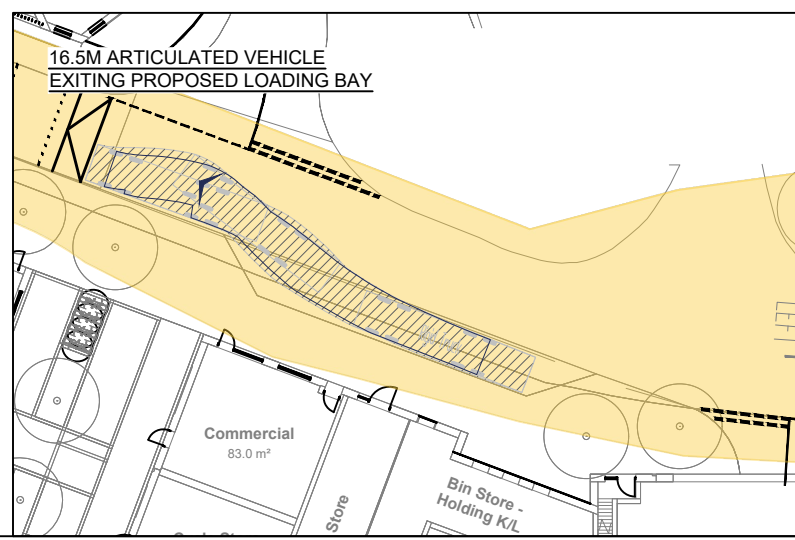 16.5M ARTICULATED VEHICLE
EXITING PROPOSED LOADING BAY
Commercial
83.0 m²
Store
Bin Store -
Holding K/L